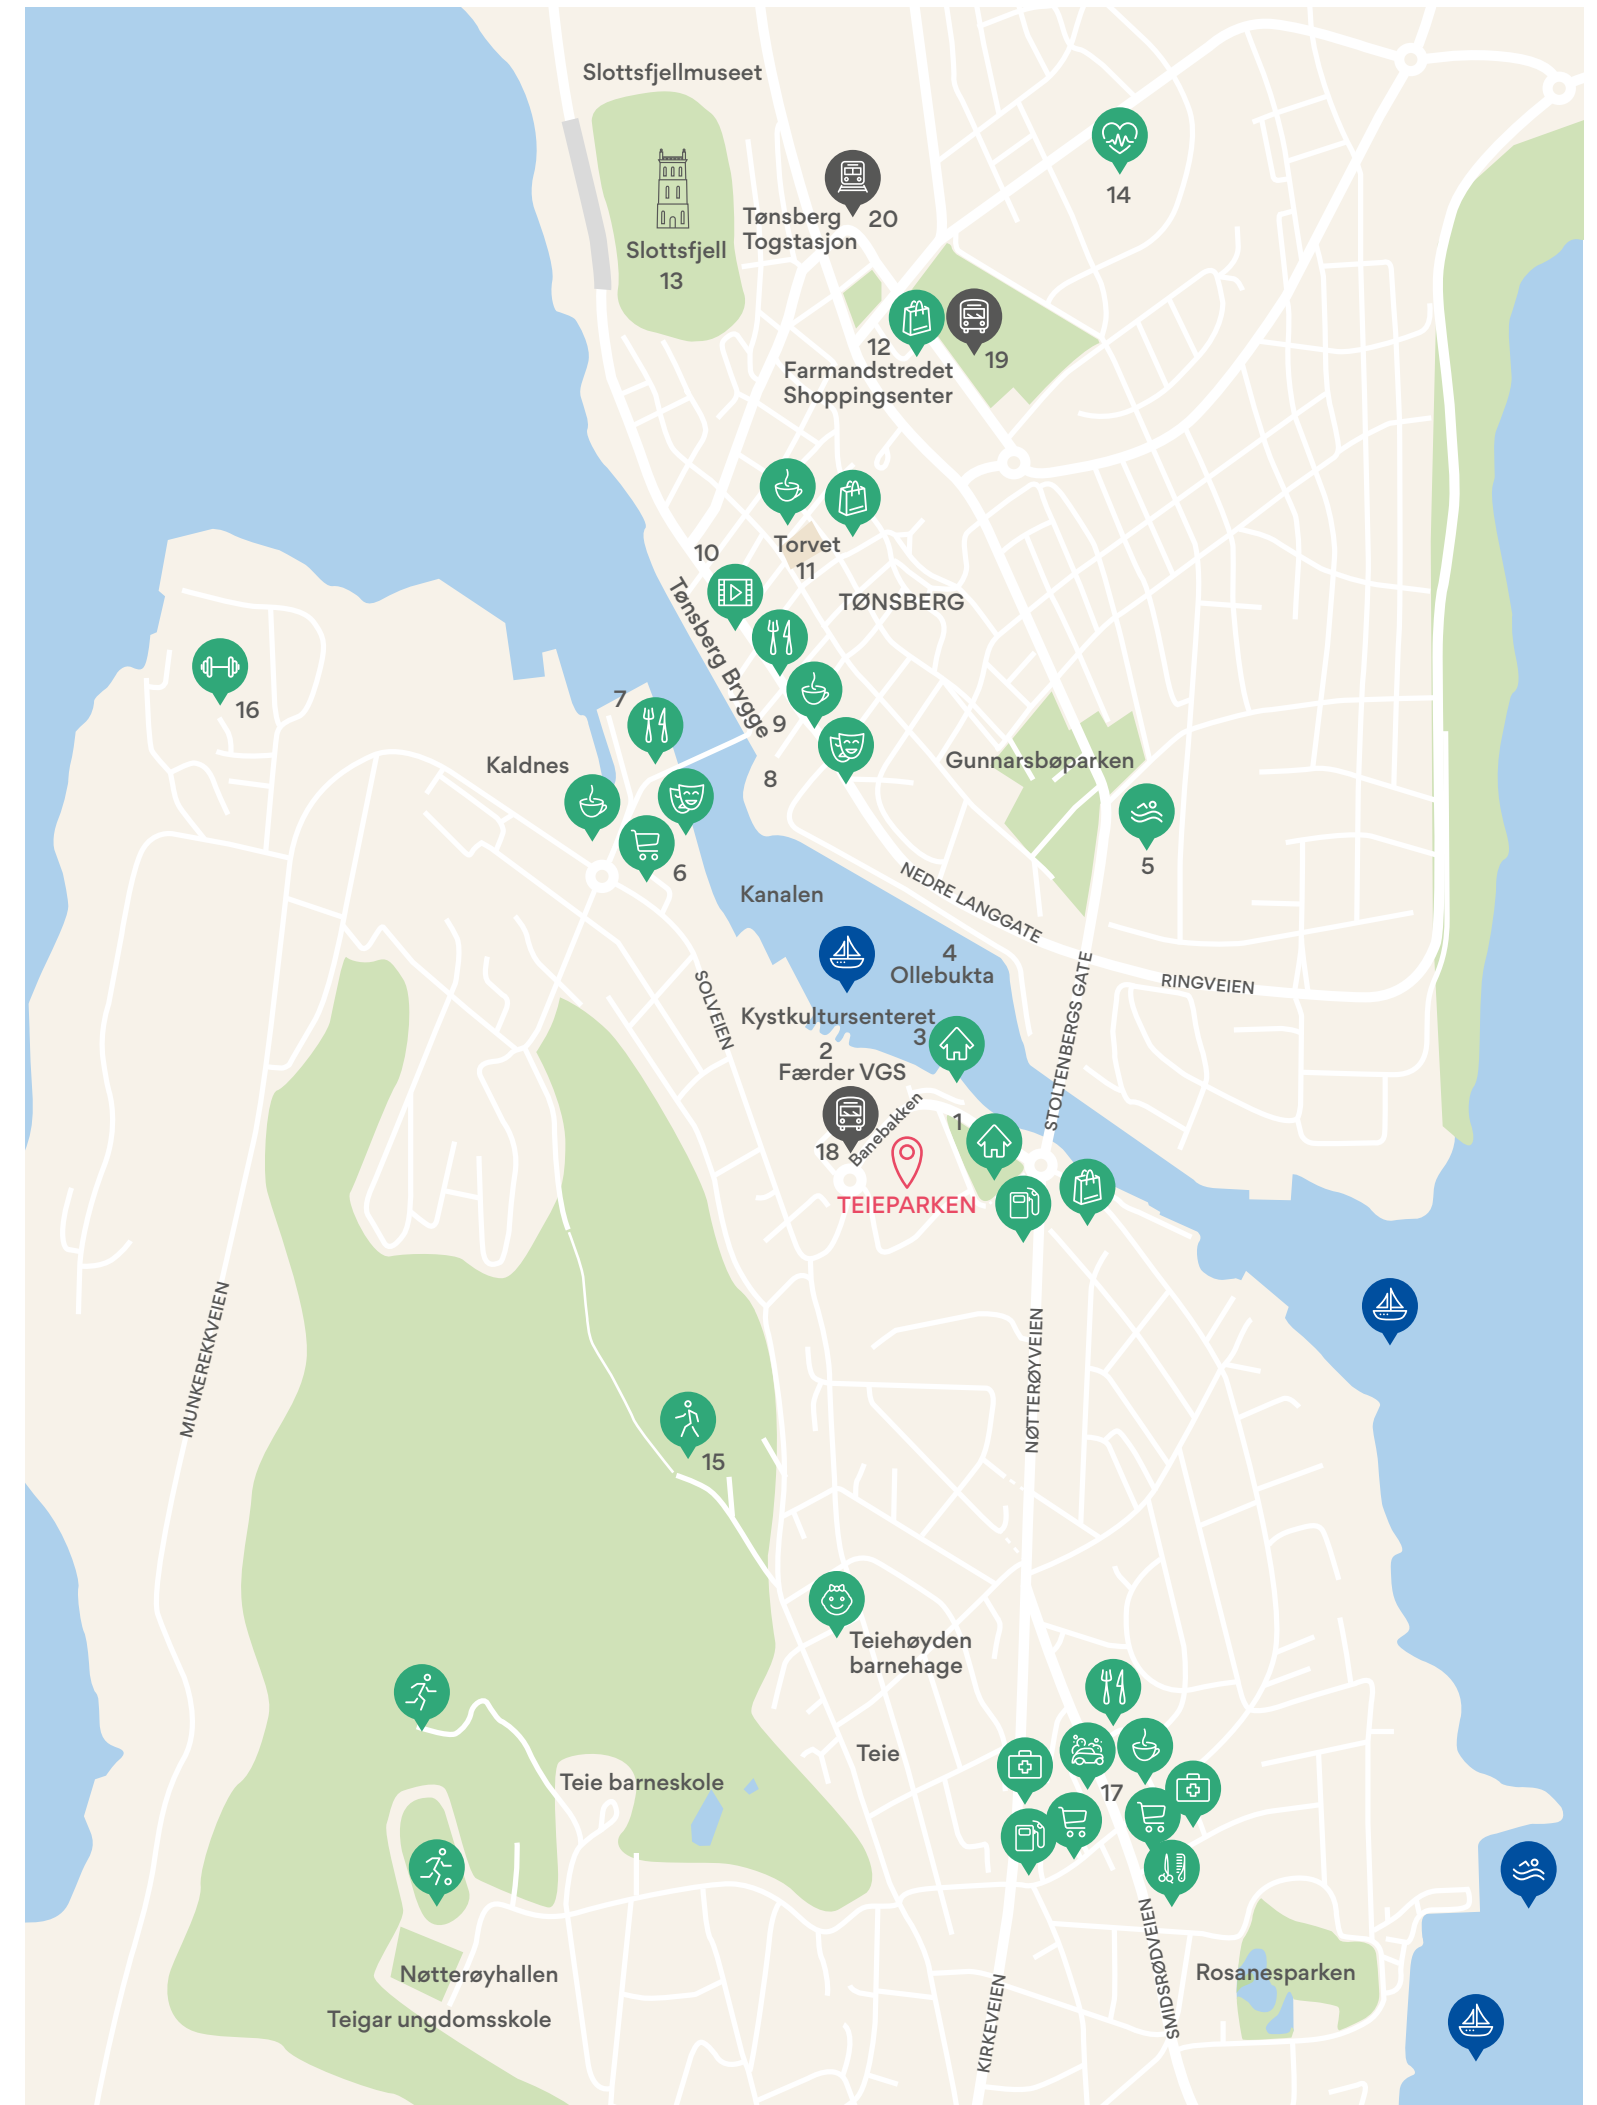 Slottsfjellmuseet
14
Tønsberg
Togstasjon
20
Slottsfjell
13
12
19
Farmandstredet
Shoppingsenter
10
Torvet
11
TØNSBERG
Tønsberg Brygge
16
7
9
Kaldnes
8
Gunnarsbøparken
5
6
Kanalen
NEDRE LANGGATE
4
Ollebukta
RINGVEIEN
SOLVEIEN
STOLTENBERGS GATE
Kystkultursenteret
3
2
Færder VGS
1
18
Banebakken
TEIEPARKEN
MUNKEREKKVEIEN
NØTTERØYVEIEN
15
Teiehøyden
barnehage
Teie
Teie barneskole
17
SMIDSRØDVEIEN
Nøtterøyhallen
Rosanesparken
Teigar ungdomsskole
KIRKEVEIEN